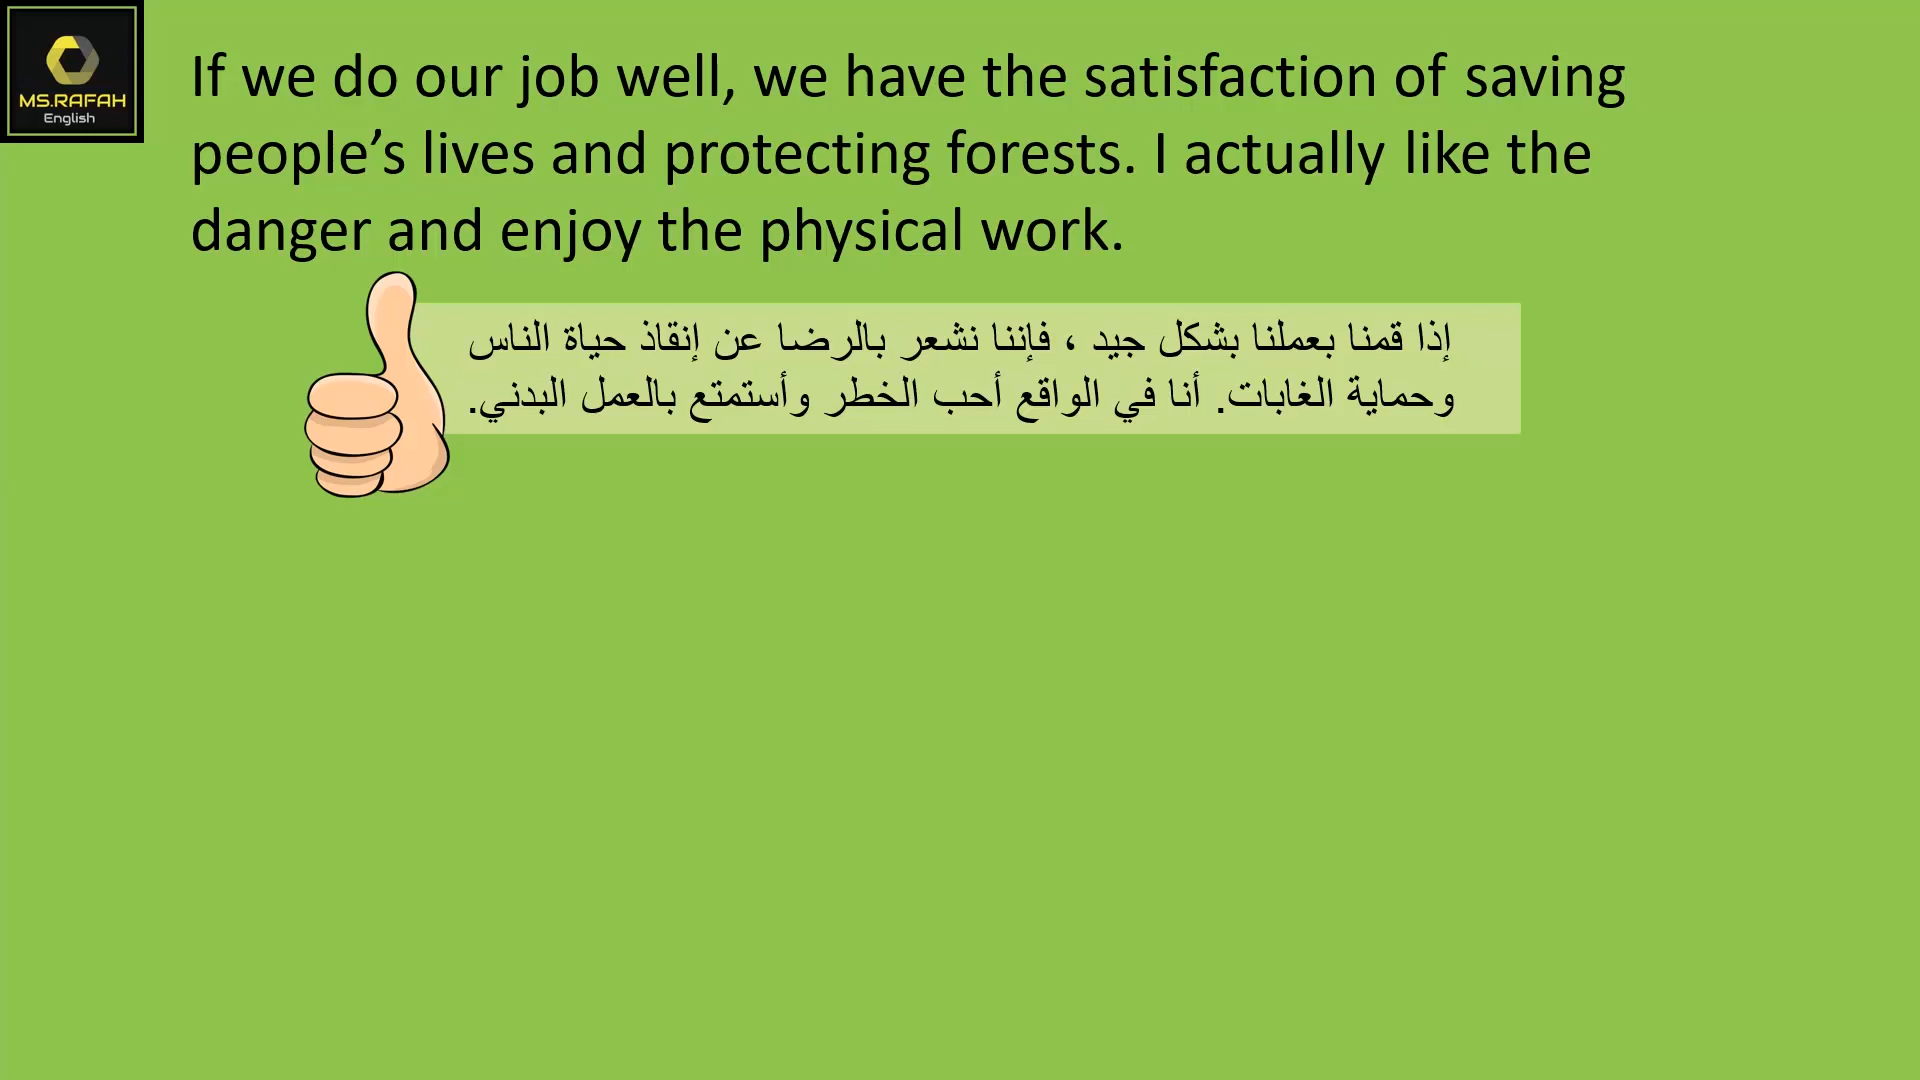 MS.RAFAH
English
If we do our job well, we have the satisfaction of saving
people’s lives and protecting forests. I actually like the
danger and enjoy the physical work.
إذا قمنا بعملنا بشكل جيد ، فإننا نشعر بالرضا عن إنقاذ حياة الناس
وحماية الغابات. أنا في الواقع أحب الخطر وأستمتع بالعمل البدني.